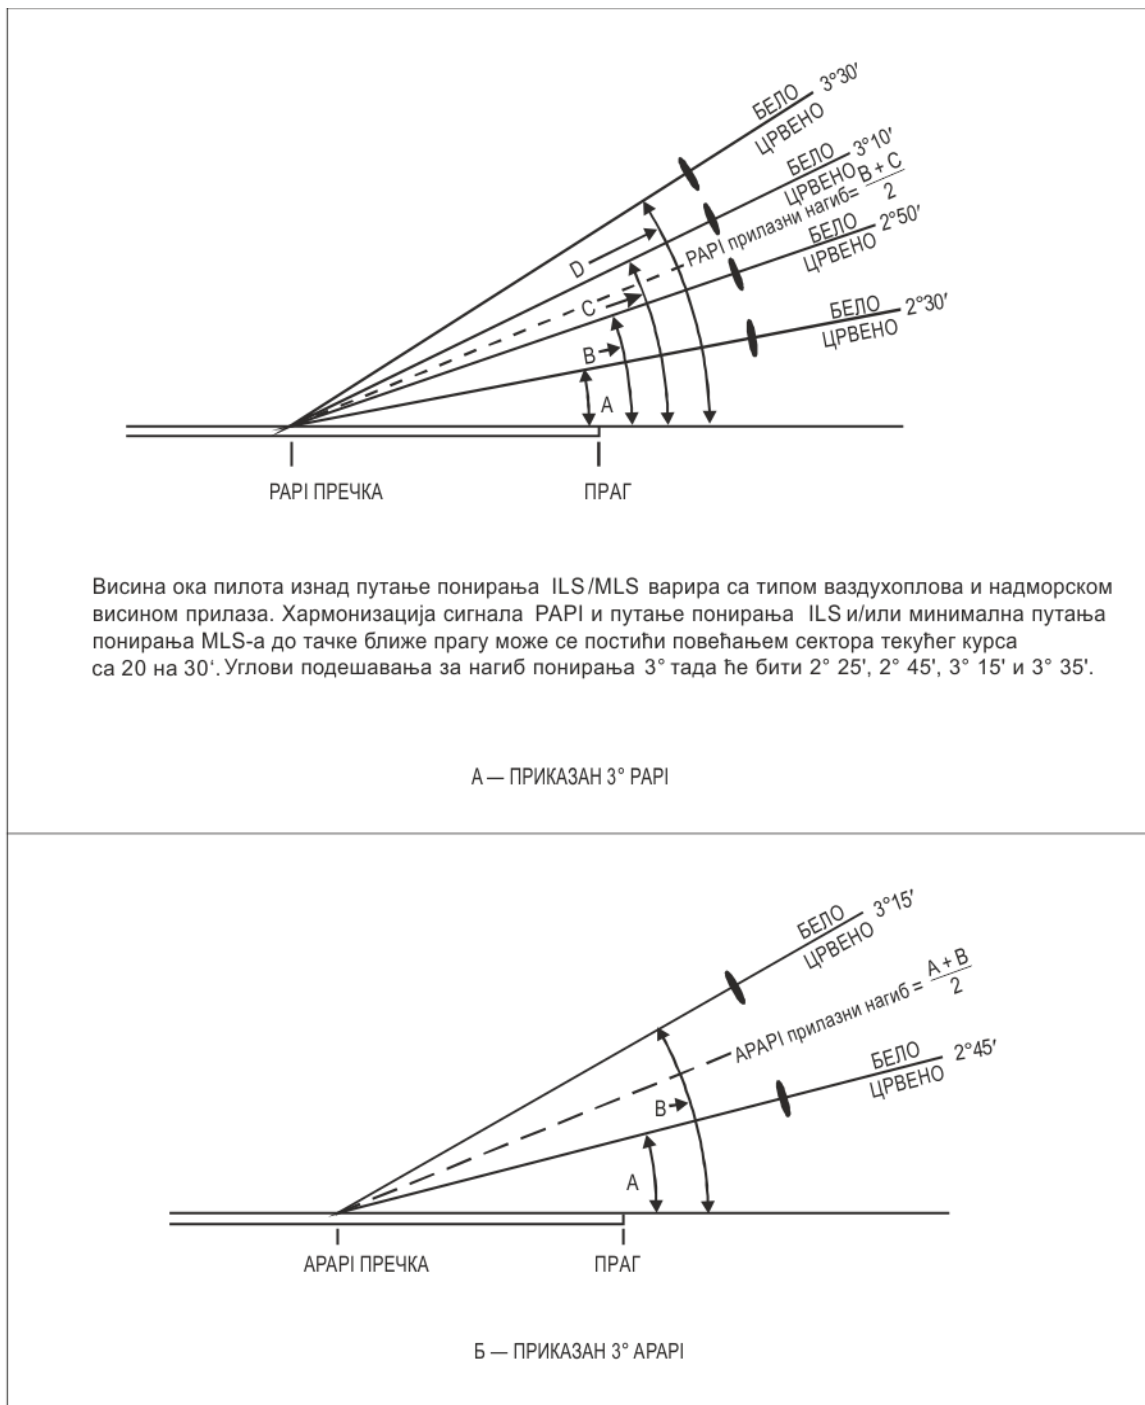 БЕЛО 3°30′
ЦРВЕНО
БЕЛО 3°10′
ЦРВЕНО
PAPI прилазни нагиб = B + C
2
БЕЛО 2°50′
ЦРВЕНО
БЕЛО 2°30′
ЦРВЕНО
D
C
B
A
PAPI ПРЕЧКА
ПРАГ
Висина ока пилота изнад путање понирања ILS/MLS варира са типом ваздухоплова и надморском
висином прилаза. Хармонизација сигнала PAPI и путање понирања ILS и/или минимална путања
понирања MLS-а до тачке ближе прагу може се постићи повећањем сектора текућег курса
са 20 на 30‘. Углови подешавања за нагиб понирања 3° тада ће бити 2° 25', 2° 45', 3° 15' и 3° 35'.
А — ПРИКАЗАН 3° PAPI
БЕЛО 3°15′
ЦРВЕНО
APAPI прилазни нагиб = A + B
2
БЕЛО 2°45′
ЦРВЕНО
B
A
APAPI ПРЕЧКА
ПРАГ
Б — ПРИКАЗАН 3° APAPI